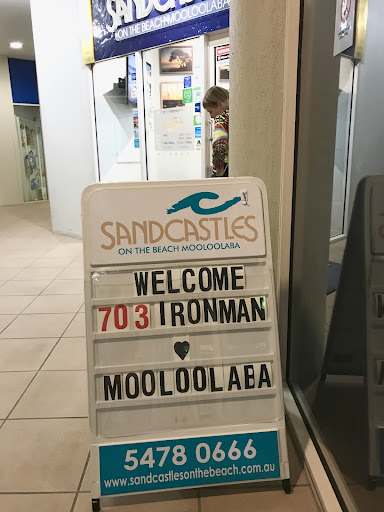 SANDCASTLES
ON THE BEACH MOOLOOLABA
SANDCASTLES
ON THE BEACH MOOLOOLABA
WELCOME
703 IRONMAN
♥
MOOLOOLABA
5478 0666
www.sandcastlesonthebeach.com.au